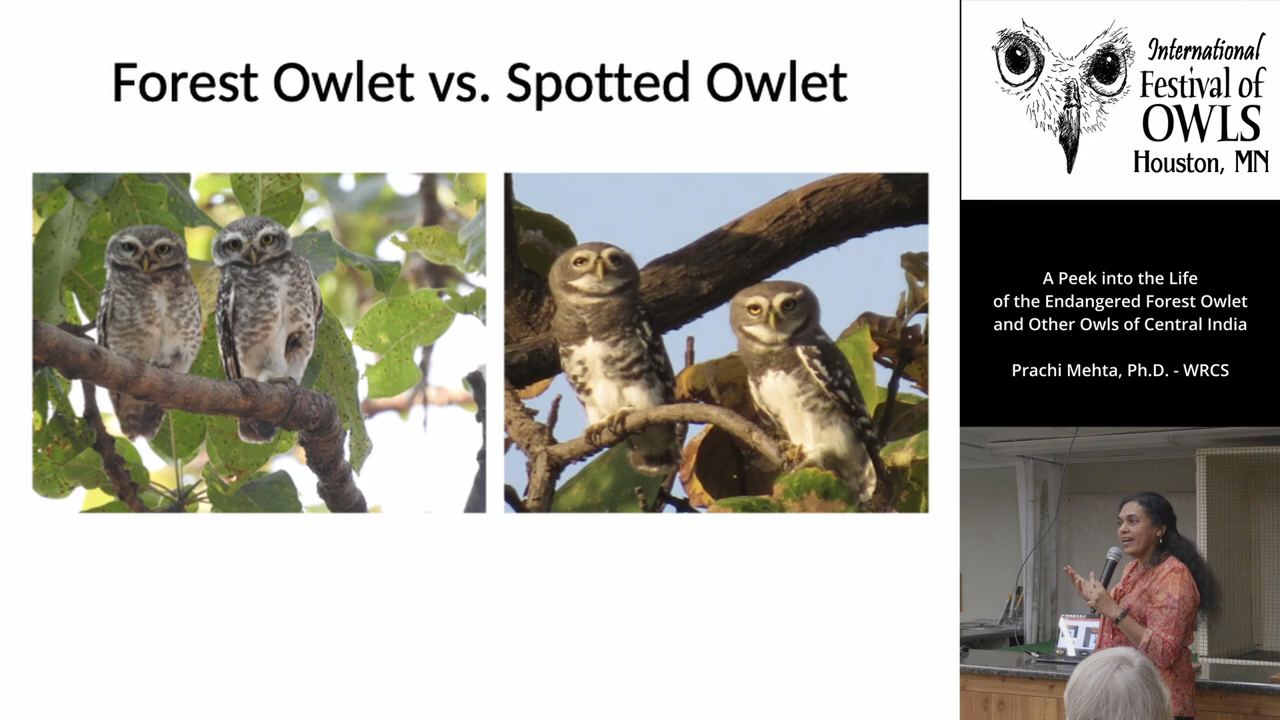 Forest Owlet vs. Spotted Owlet
International
Festival of
OWLS
Houston, MN
A Peek into the Life
of the Endangered Forest Owlet
and Other Owls of Central India
Prachi Mehta, Ph.D. - WRCS